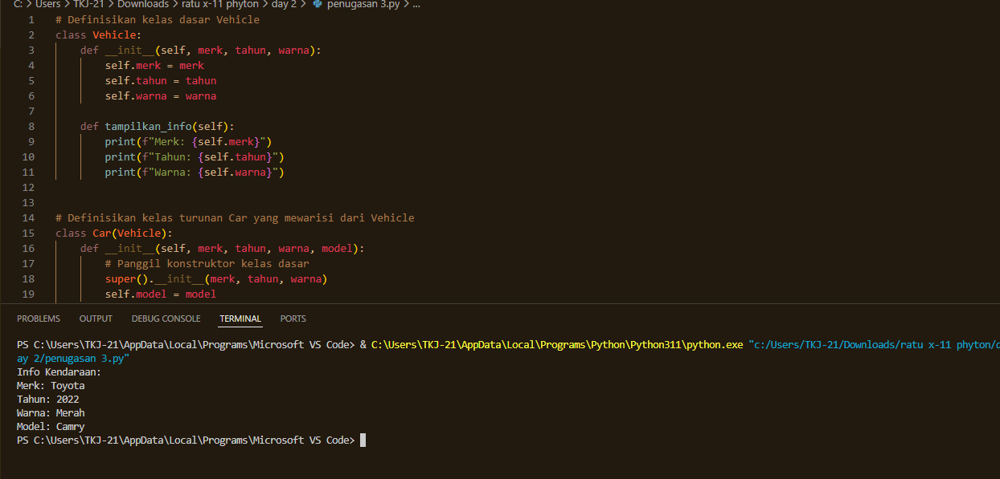 C: > Users > TKJ-21 > Downloads > ratu x-11 phyton > day 2 > penugasan 3.py > ...
1 # Definisikan kelas dasar Vehicle
2 class Vehicle:
3 def __init__(self, merk, tahun, warna):
4 self.merk = merk
5 self.tahun = tahun
6 self.warna = warna
7
8 def tampilkan_info(self):
9 print(f"Merk: {self.merk}")
10 print(f"Tahun: {self.tahun}")
11 print(f"Warna: {self.warna}")
12
13
14 # Definisikan kelas turunan Car yang mewarisi dari Vehicle
15 class Car(Vehicle):
16 def __init__(self, merk, tahun, warna, model):
17 # Panggil konstruktor kelas dasar
18 super().__init__(merk, tahun, warna)
19 self.model = model
PROBLEMS OUTPUT DEBUG CONSOLE TERMINAL PORTS
PS C:\Users\TKJ-21\AppData\Local\Programs\Microsoft VS Code> & C:\Users\TKJ-21\AppData\Local\Programs\Python\Python311\python.exe "c:/Users/TKJ-21/Downloads/ratu x-11 phyton/d
ay 2/penugasan 3.py"
Info Kendaraan:
Merk: Toyota
Tahun: 2022
Warna: Merah
Model: Camry
PS C:\Users\TKJ-21\AppData\Local\Programs\Microsoft VS Code>